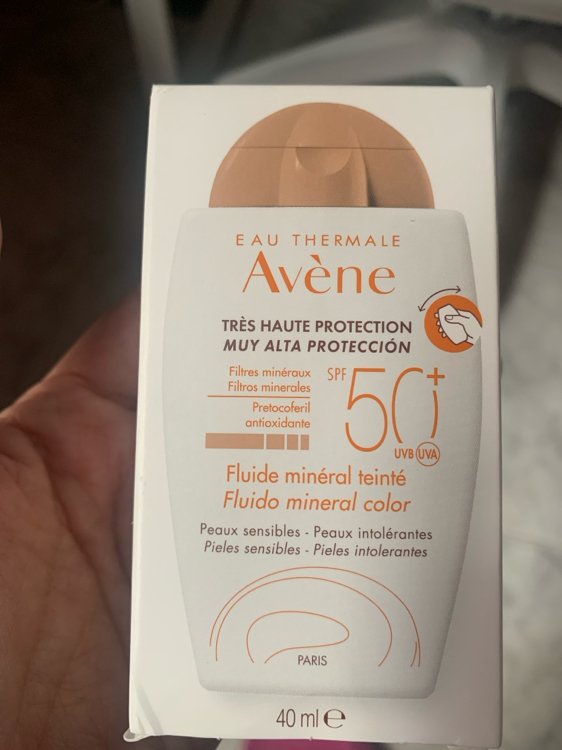 EAU THERMALE
Avène
TRÈS HAUTE PROTECTION
MUY ALTA PROTECCIÓN
Filtres minéraux
Filtros minerales
Pretocoferil
antioxidante
SPF 50+
UVB UVA
Fluide minéral teinté
Fluido mineral color
Peaux sensibles - Peaux intolérantes
Pieles sensibles - Pieles intolerantes
PARIS
40 ml ℮